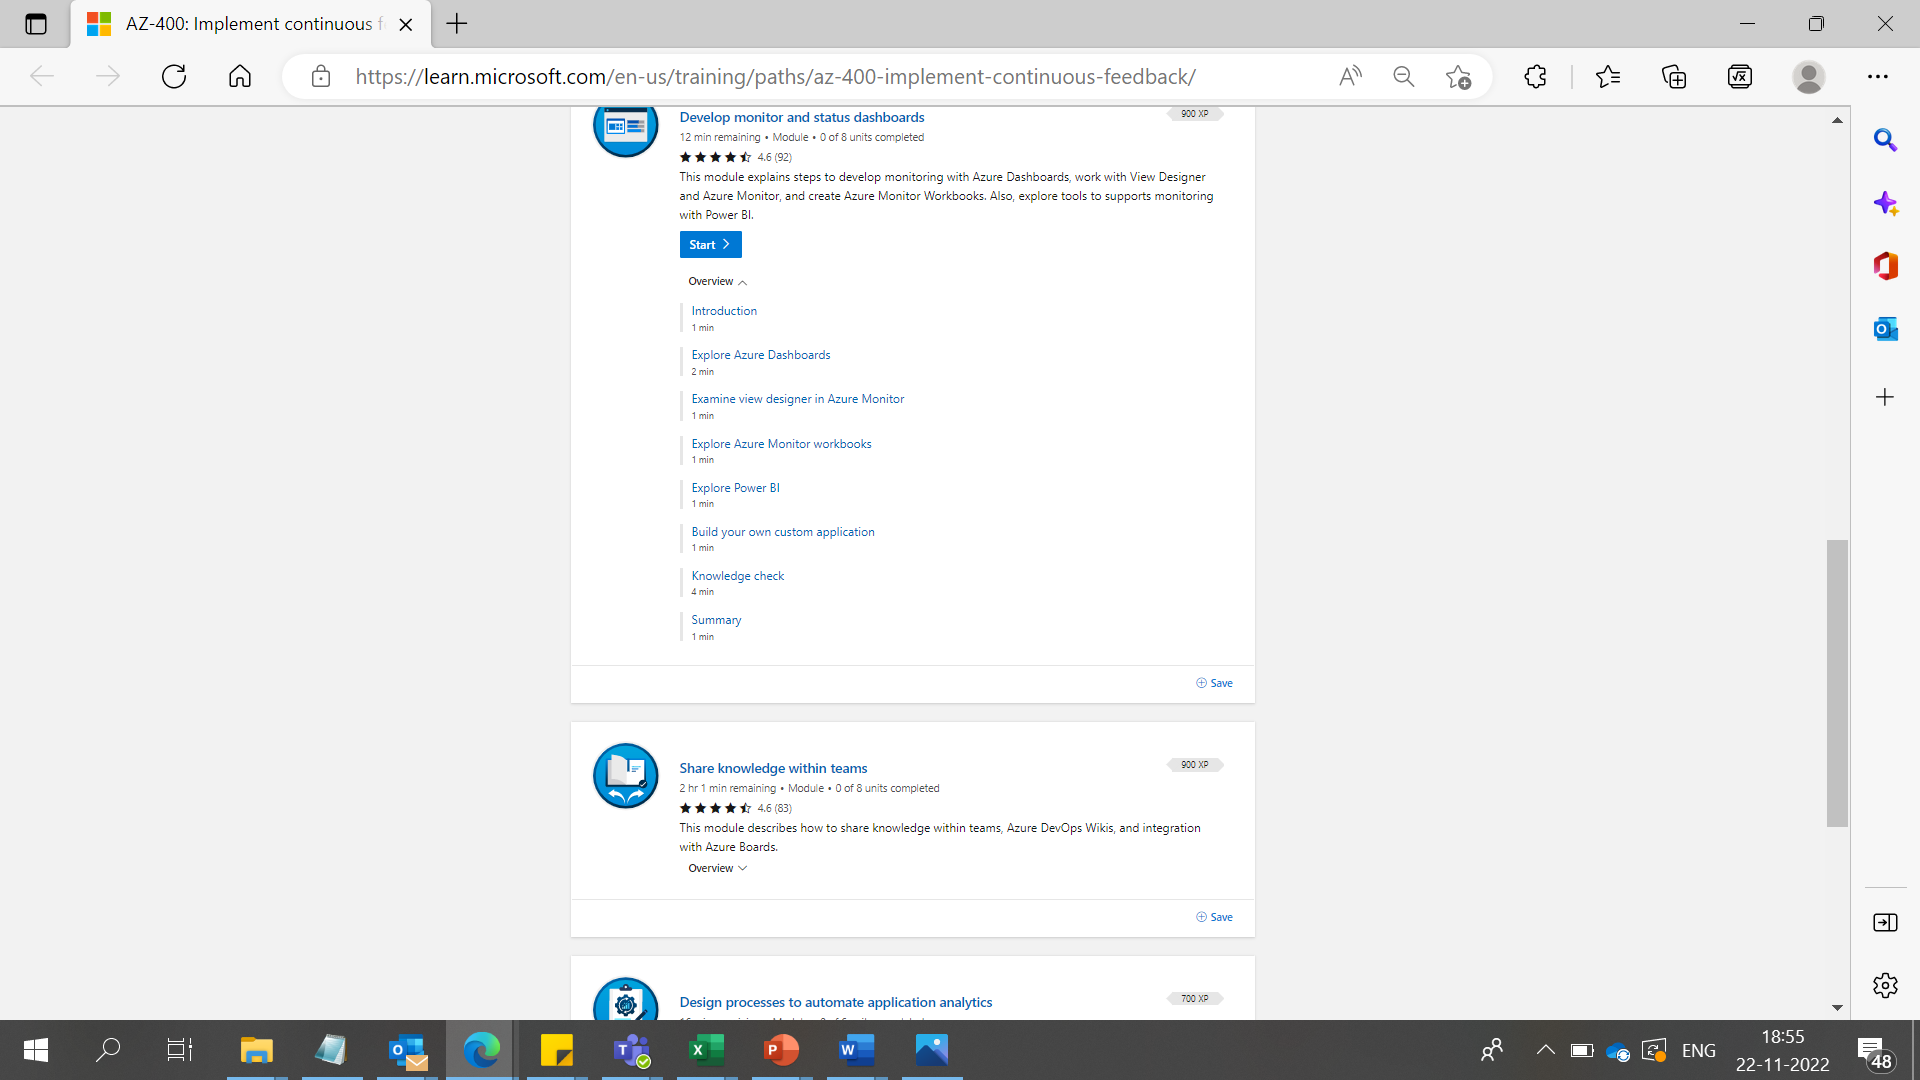 AZ-400: Implement continuous f
https://learn.microsoft.com/en-us/training/paths/az-400-implement-continuous-feedback/
Develop monitor and status dashboards
900 XP
12 min remaining • Module • 0 of 8 units completed
4.6 (92)
This module explains steps to develop monitoring with Azure Dashboards, work with View Designer
and Azure Monitor, and create Azure Monitor Workbooks. Also, explore tools to supports monitoring
with Power BI.
Start
Overview
Introduction
1 min
Explore Azure Dashboards
2 min
Examine view designer in Azure Monitor
1 min
Explore Azure Monitor workbooks
1 min
Explore Power BI
1 min
Build your own custom application
1 min
Knowledge check
4 min
Summary
1 min
Save
Share knowledge within teams
900 XP
2 hr 1 min remaining • Module • 0 of 8 units completed
4.6 (83)
This module describes how to share knowledge within teams, Azure DevOps Wikis, and integration
with Azure Boards.
Overview
Save
Design processes to automate application analytics
700 XP
ENG
18:55
22-11-2022
48